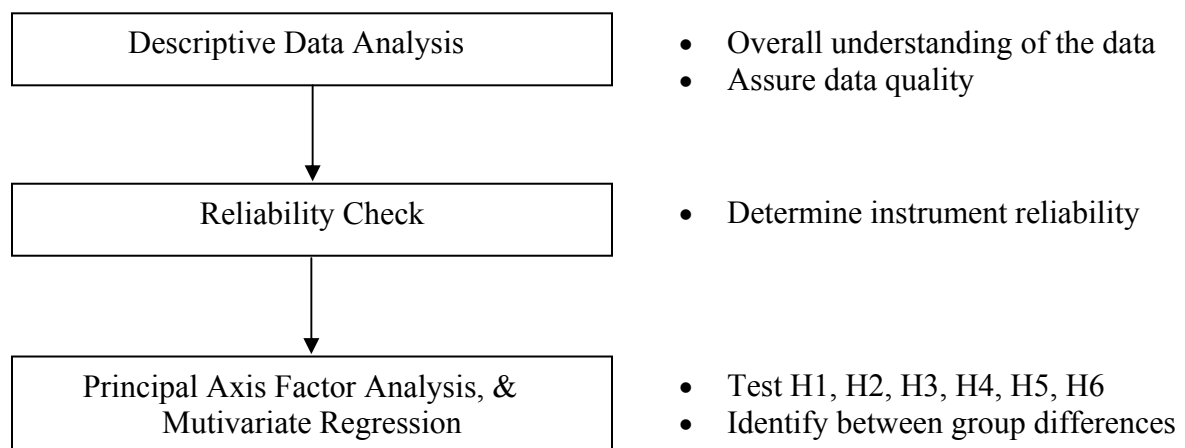 Descriptive Data Analysis
• Overall understanding of the data
• Assure data quality
Reliability Check
• Determine instrument reliability
Principal Axis Factor Analysis, &
Mutivariate Regression
• Test H1, H2, H3, H4, H5, H6
• Identify between group differences